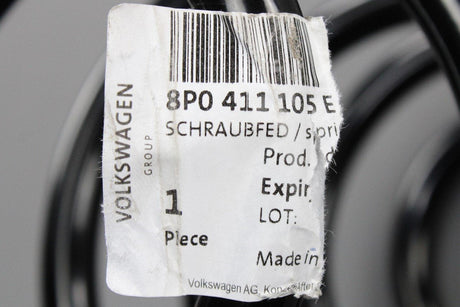 VOLKSWAGEN
GROUP
8P0 411 105 E
SCHRAUBFED / spri
Prod.
Expir
1
LOT:
Piece
Made in
Volkswagen AG,